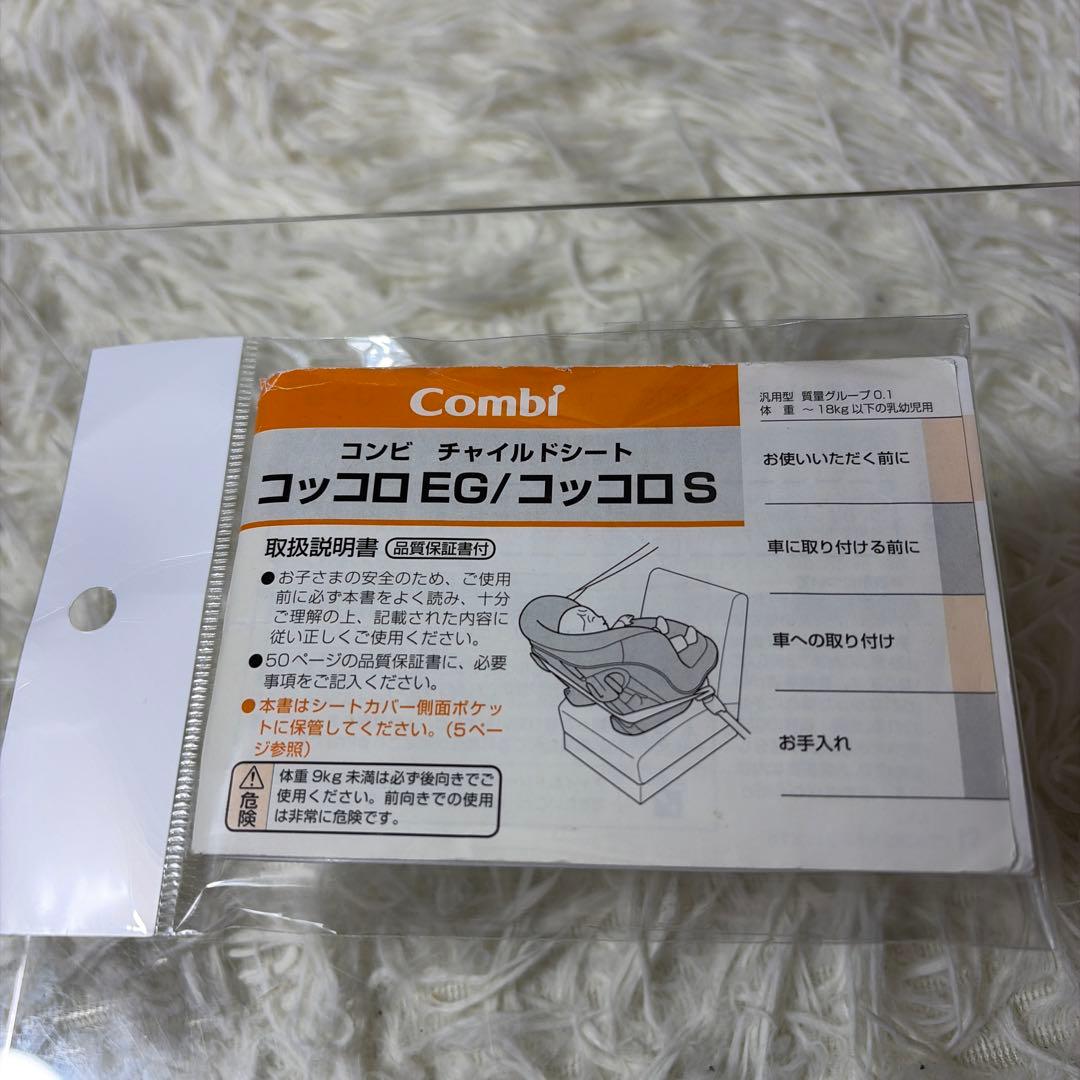 Combi
コンビ チャイルドシート
コッコロ EG/コッコロ S
取扱説明書 品質保証書付
●お子さまの安全のため、ご使用
前に必ず本書をよく読み、十分
ご理解の上、記載された内容に
従い正しくご使用ください。
●50ページの品質保証書に、必要
事項をご記入ください。
●本書はシートカバー側面ポケッ
トに保管してください。(5ペー
ジ参照)
危険
体重9kg未満は必ず後向きでご
使用ください。前向きでの使用
は非常に危険です。
汎用型 質量グループ0.1
体 重 ～18kg以下の乳幼児用
お使いいただく前に
車に取り付ける前に
車への取り付け
お手入れ